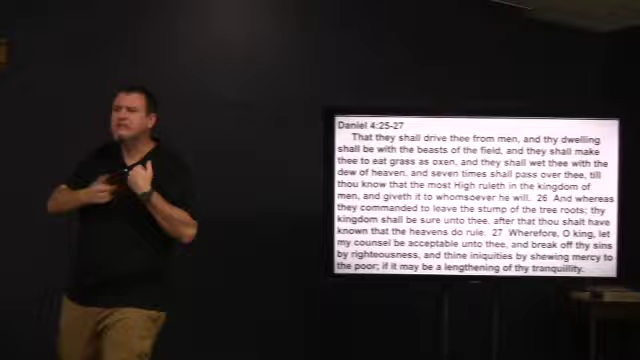 Daniel 4:25-27
That they shall drive thee from men, and thy dwelling
shall be with the beasts of the field, and they shall make
thee to eat grass as oxen, and they shall wet thee with the
dew of heaven, and seven times shall pass over thee, till
thou know that the most High ruleth in the kingdom of
men, and giveth it to whomsoever he will. 26 And whereas
they commanded to leave the stump of the tree roots; thy
kingdom shall be sure unto thee, after that thou shalt have
known that the heavens do rule. 27 Wherefore, O king, let
my counsel be acceptable unto thee, and break off thy sins
by righteousness, and thine iniquities by shewing mercy to
the poor; if it may be a lengthening of thy tranquillity.